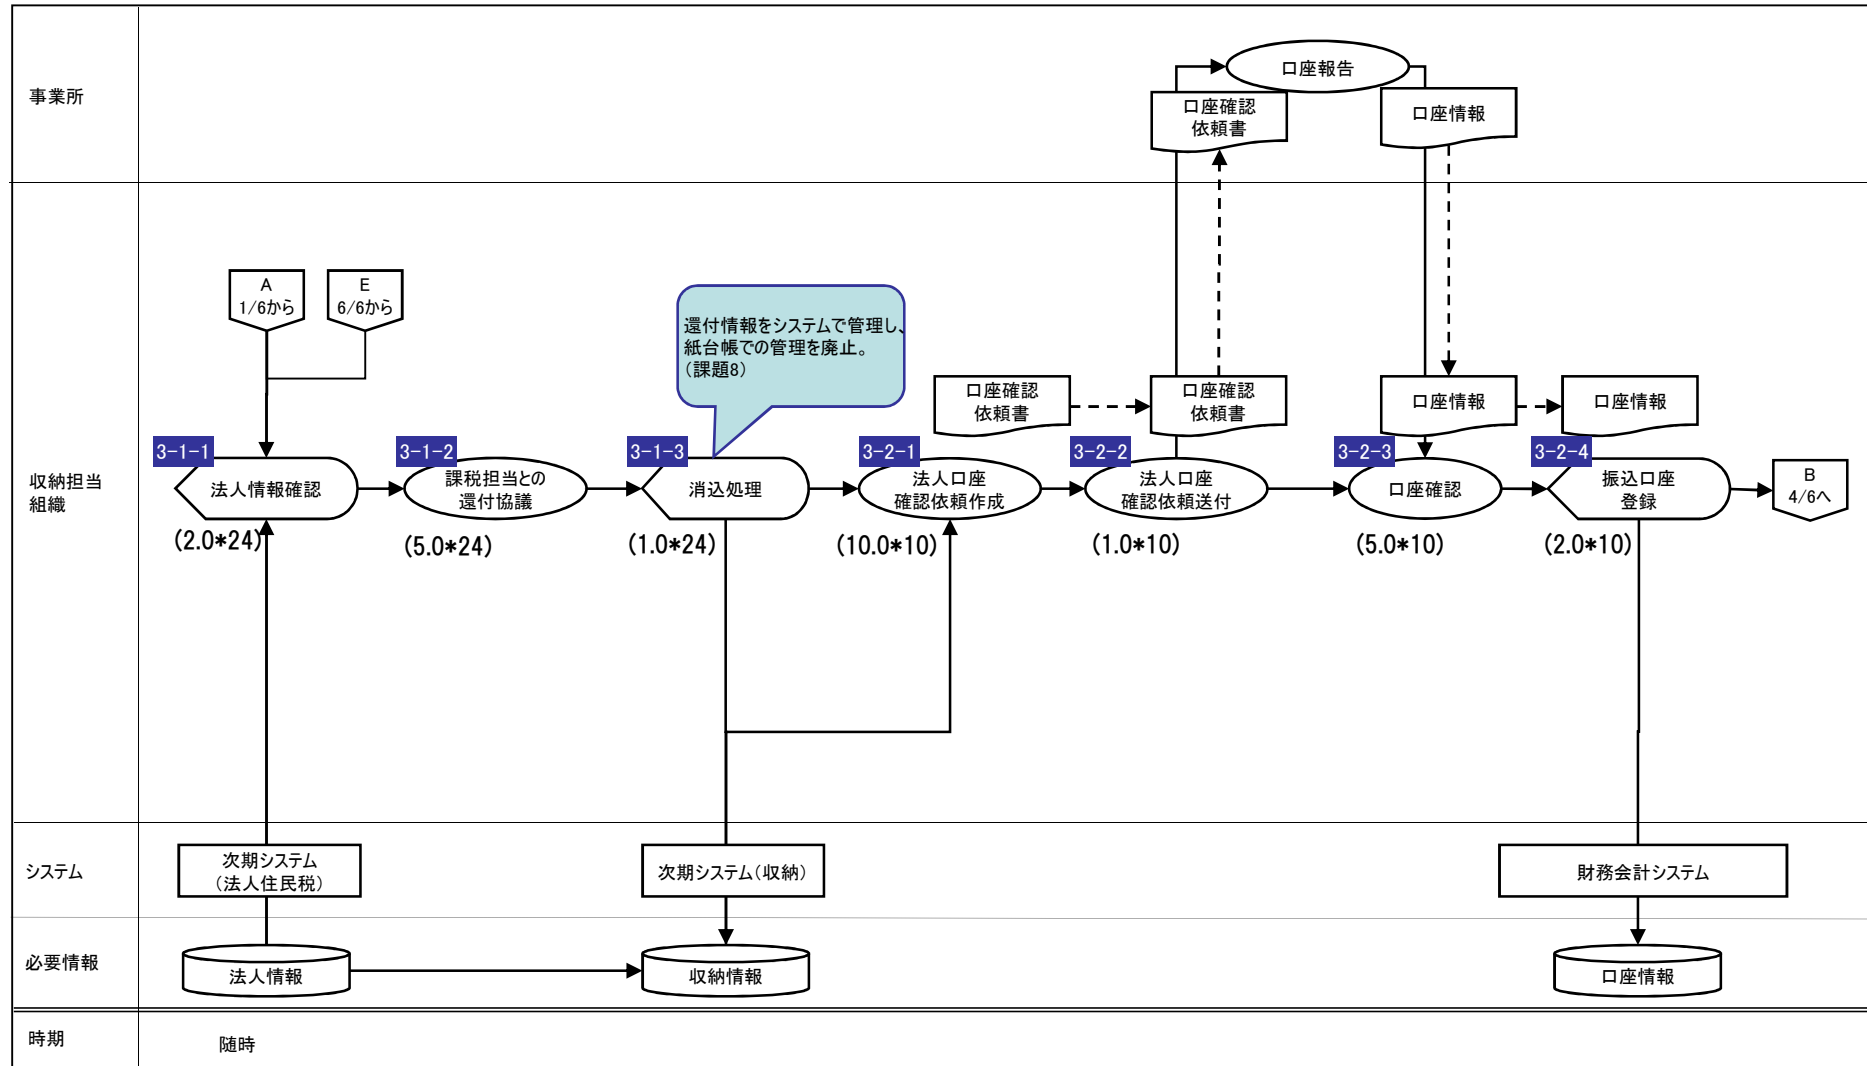 事業所
口座報告
口座確認
依頼書
口座情報
収納担当
組織
A
1/6から
E
6/6から
還付情報をシステムで管理し、
紙台帳での管理を廃止。
(課題8)
口座確認
依頼書
口座確認
依頼書
口座情報
口座情報
3-1-1
法人情報確認
(2.0*24)
3-1-2
課税担当との
還付協議
(5.0*24)
3-1-3
消込処理
(1.0*24)
3-2-1
法人口座
確認依頼作成
(10.0*10)
3-2-2
法人口座
確認依頼送付
(1.0*10)
3-2-3
口座確認
(5.0*10)
3-2-4
振込口座
登録
(2.0*10)
B
4/6へ
システム
次期システム
(法人住民税)
次期システム(収納)
財務会計システム
必要情報
法人情報
収納情報
口座情報
時期
随時